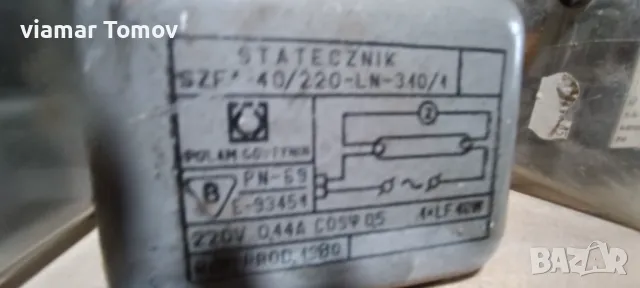 viamar Tomov
STATECZNIK
40/220-LN-340/1
POLAM GOSTYNIN
B
PN-69
E-93451
Z
220V 0,44A COSφ 0,5 1×LF 40W
PROD. 1980
BAZAR